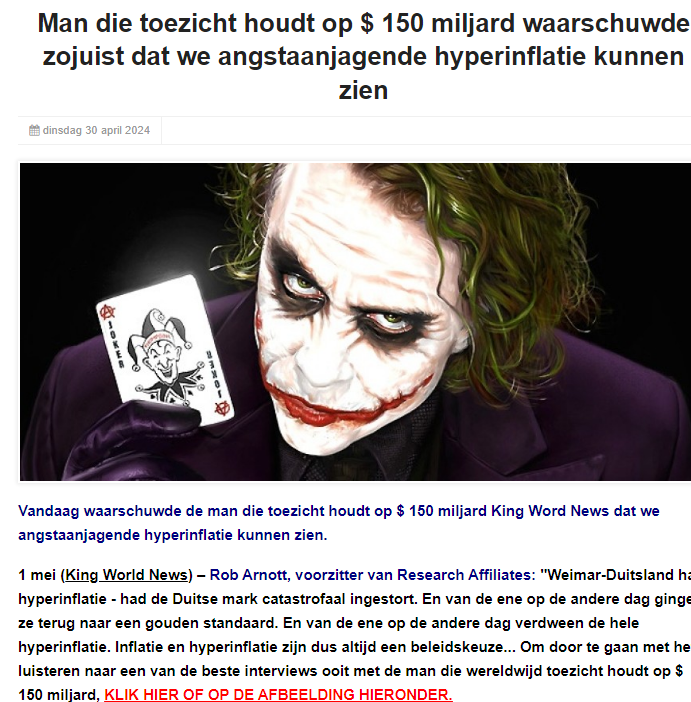 Man die toezicht houdt op $ 150 miljard waarschuwde
zojuist dat we angstaanjagende hyperinflatie kunnen
zien
dinsdag 30 april 2024
JOKER
JOKER
Vandaag waarschuwde de man die toezicht houdt op $ 150 miljard King Word News dat we
angstaanjagende hyperinflatie kunnen zien.
1 mei (King World News) – Rob Arnott, voorzitter van Research Affiliates: "Weimar-Duitsland
hyperinflatie - had de Duitse mark catastrofaal ingestort. En van de ene op de andere dag
ze terug naar een gouden standaard. En van de ene op de andere dag verdween de hele
hyperinflatie. Inflatie en hyperinflatie zijn dus altijd een beleidskeuze... Om door te gaan met
luisteren naar een van de beste interviews ooit met de man die wereldwijd toezicht houdt op $
150 miljard, KLIK HIER OF OP DE AFBEELDING HIERONDER.